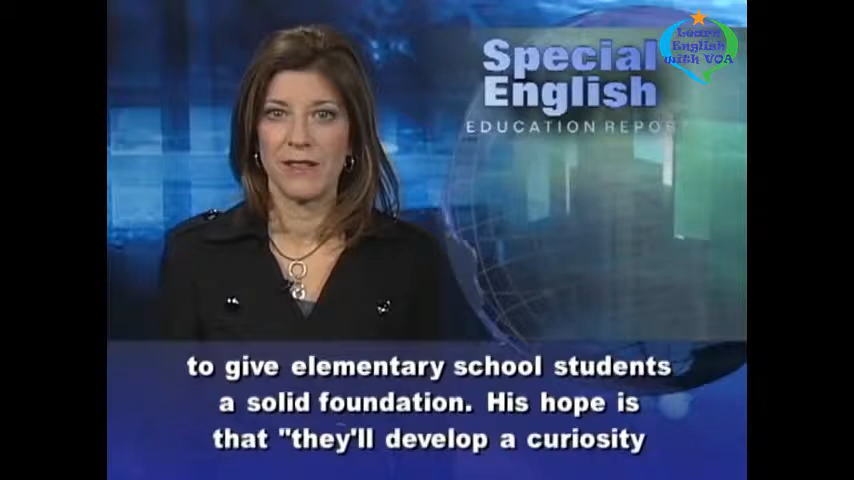 Special
English
EDUCATION REPORT
Learn
English
with VOA
to give elementary school students
a solid foundation. His hope is
that "they'll develop a curiosity